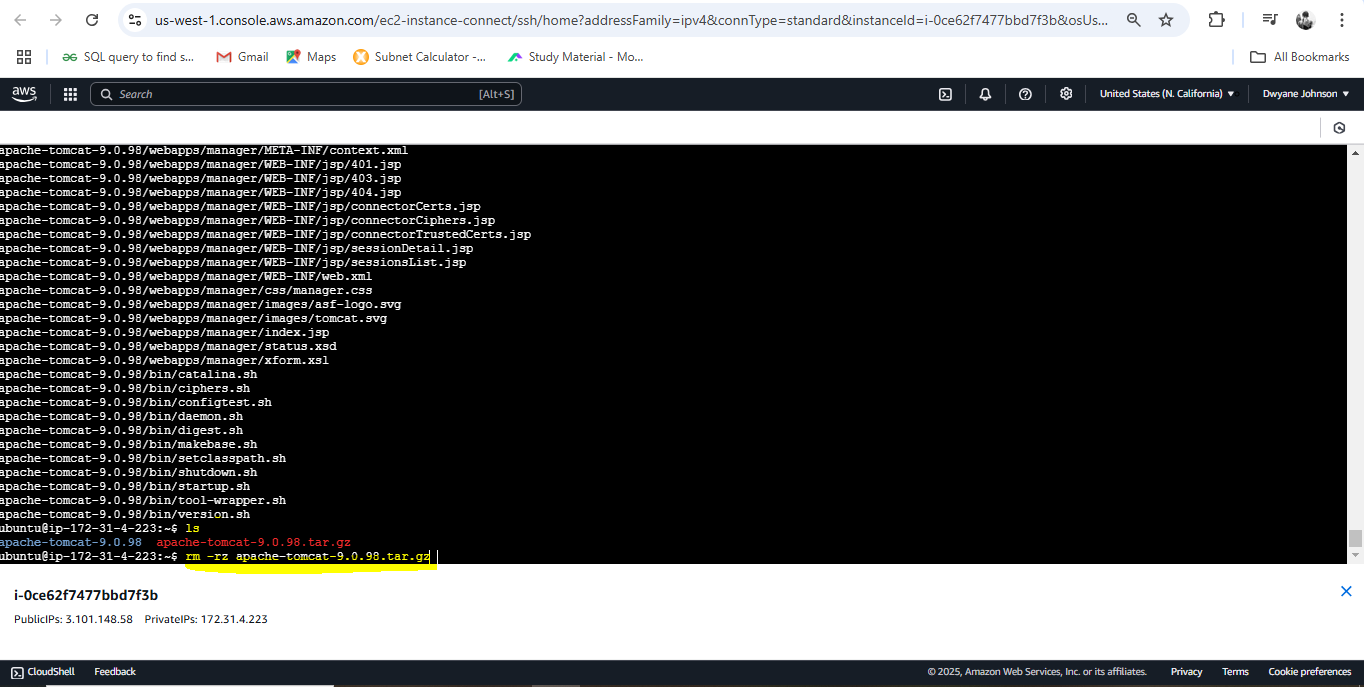 us-west-1.console.aws.amazon.com/ec2-instance-connect/ssh/home?addressFamily=ipv4&connType=standard&instanceId=i-0ce62f7477bbd7f3b&osUs...
SQL query to find s...
Gmail
Maps
Subnet Calculator -...
Study Material - Mo...
All Bookmarks
aws
Search
[Alt+S]
United States (N. California)
Dwyane Johnson
apache-tomcat-9.0.98/webapps/manager/META-INF/context.xml
apache-tomcat-9.0.98/webapps/manager/WEB-INF/jsp/401.jsp
apache-tomcat-9.0.98/webapps/manager/WEB-INF/jsp/403.jsp
apache-tomcat-9.0.98/webapps/manager/WEB-INF/jsp/404.jsp
apache-tomcat-9.0.98/webapps/manager/WEB-INF/jsp/connectorCerts.jsp
apache-tomcat-9.0.98/webapps/manager/WEB-INF/jsp/connectorCiphers.jsp
apache-tomcat-9.0.98/webapps/manager/WEB-INF/jsp/connectorTrustedCerts.jsp
apache-tomcat-9.0.98/webapps/manager/WEB-INF/jsp/sessionDetail.jsp
apache-tomcat-9.0.98/webapps/manager/WEB-INF/jsp/sessionsList.jsp
apache-tomcat-9.0.98/webapps/manager/WEB-INF/web.xml
apache-tomcat-9.0.98/webapps/manager/css/manager.css
apache-tomcat-9.0.98/webapps/manager/images/asf-logo.svg
apache-tomcat-9.0.98/webapps/manager/images/tomcat.svg
apache-tomcat-9.0.98/webapps/manager/index.jsp
apache-tomcat-9.0.98/webapps/manager/status.xsd
apache-tomcat-9.0.98/webapps/manager/xform.xsl
apache-tomcat-9.0.98/bin/catalina.sh
apache-tomcat-9.0.98/bin/ciphers.sh
apache-tomcat-9.0.98/bin/configtest.sh
apache-tomcat-9.0.98/bin/daemon.sh
apache-tomcat-9.0.98/bin/digest.sh
apache-tomcat-9.0.98/bin/makebase.sh
apache-tomcat-9.0.98/bin/setclasspath.sh
apache-tomcat-9.0.98/bin/shutdown.sh
apache-tomcat-9.0.98/bin/startup.sh
apache-tomcat-9.0.98/bin/tool-wrapper.sh
apache-tomcat-9.0.98/bin/version.sh
ubuntu@ip-172-31-4-223:~$ ls
apache-tomcat-9.0.98  apache-tomcat-9.0.98.tar.gz
ubuntu@ip-172-31-4-223:~$ rm -rz apache-tomcat-9.0.98.tar.gz
i-0ce62f7477bbd7f3b
PublicIPs: 3.101.148.58 PrivateIPs: 172.31.4.223
CloudShell
Feedback
© 2025, Amazon Web Services, Inc. or its affiliates.
Privacy
Terms
Cookie preferences